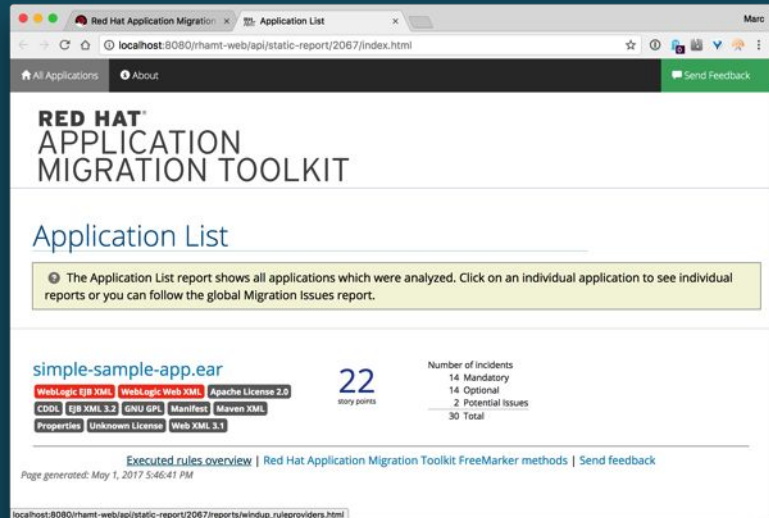 Red Hat Application Migration
Application List
Marc
localhost:8080/rhamt-web/api/static-report/2067/index.html
All Applications
About
Send Feedback
RED HAT®
APPLICATION
MIGRATION TOOLKIT
Application List
The Application List report shows all applications which were analyzed. Click on an individual application to see individual
reports or you can follow the global Migration Issues report.
simple-sample-app.ear
WebLogic EJB XML WebLogic Web XML Apache License 2.0
CDDL EJB XML 3.2 GNU GPL Manifest Maven XML
Properties Unknown License Web XML 3.1
22
story points
Number of incidents
14 Mandatory
14 Optional
2 Potential Issues
30 Total
Executed rules overview | Red Hat Application Migration Toolkit FreeMarker methods | Send feedback
Page generated: May 1, 2017 5:46:41 PM
localhost:8080/rhamt-web/api/static-report/2067/reports/windup_ruleproviders.html